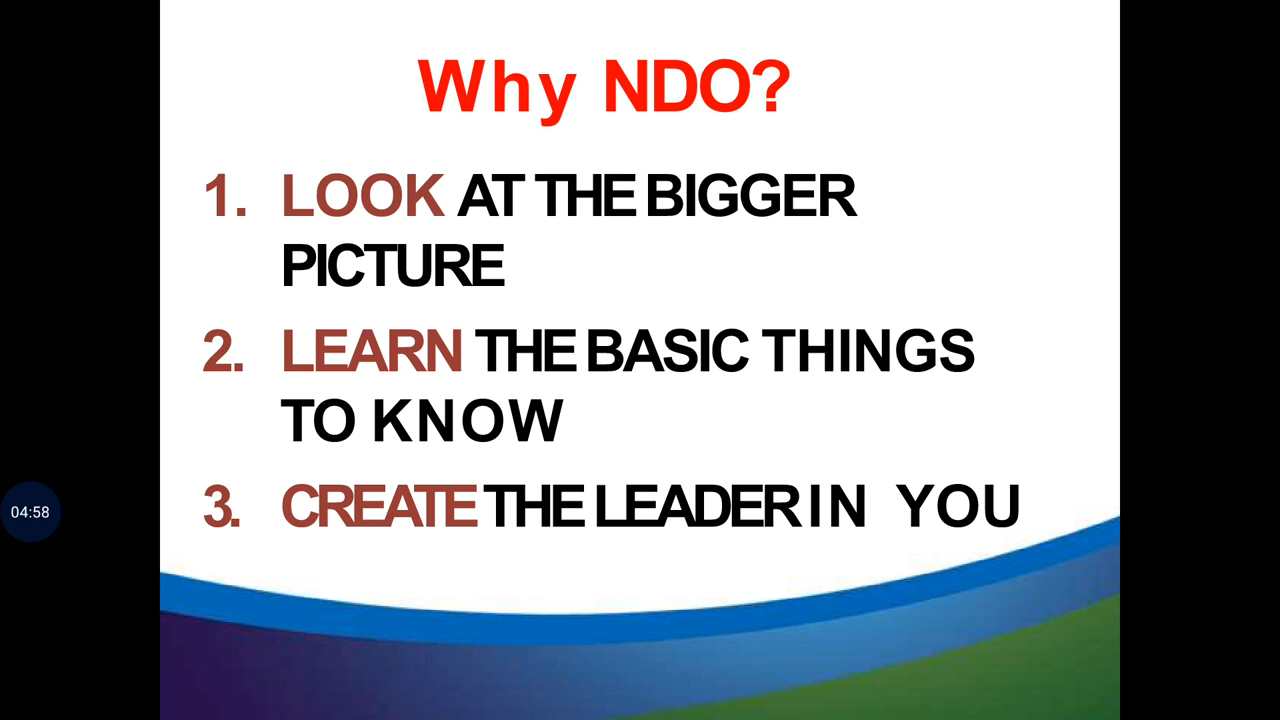 Why NDO?
1. LOOK AT THE BIGGER
PICTURE
2. LEARN THE BASIC THINGS
TO KNOW
3. CREATE THE LEADER IN YOU
04:58